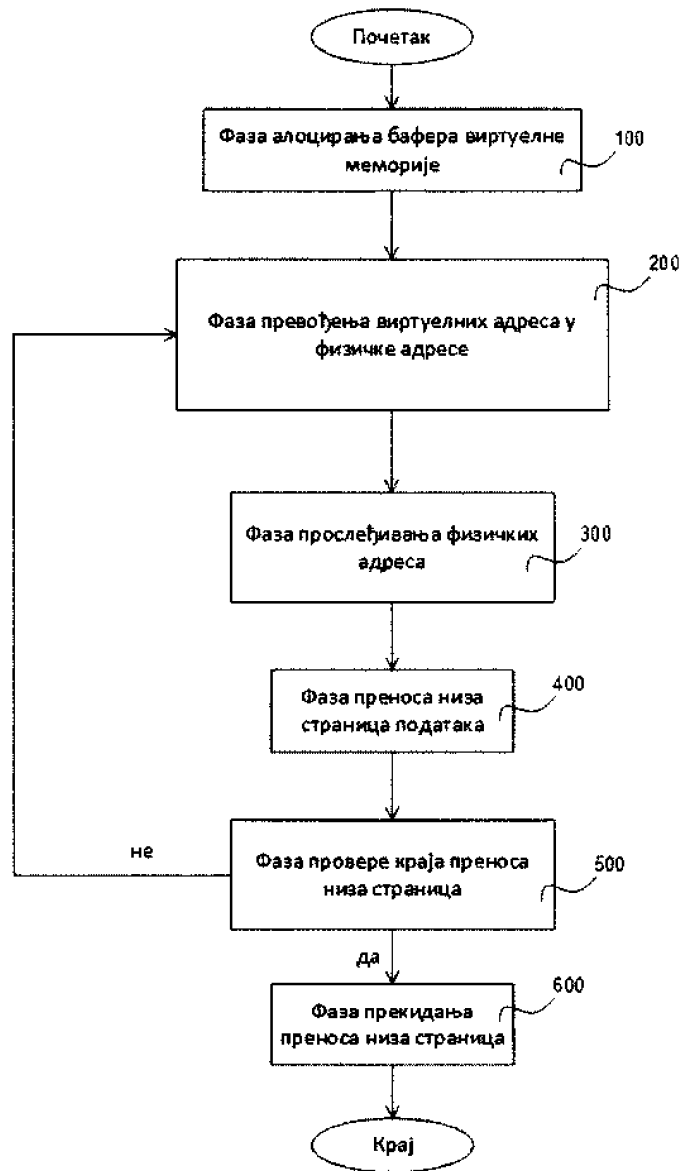 Почетак
Фаза алоцирања бафера виртуелне
меморије
100
200
Фаза превођења виртуелних адреса у
физичке адресе
Фаза прослеђивања физичких
адреса
300
Фаза преноса низа
страница података
400
не
Фаза провере краја преноса
низа страница
500
да
600
Фаза прекидања
преноса низа страница
Крај